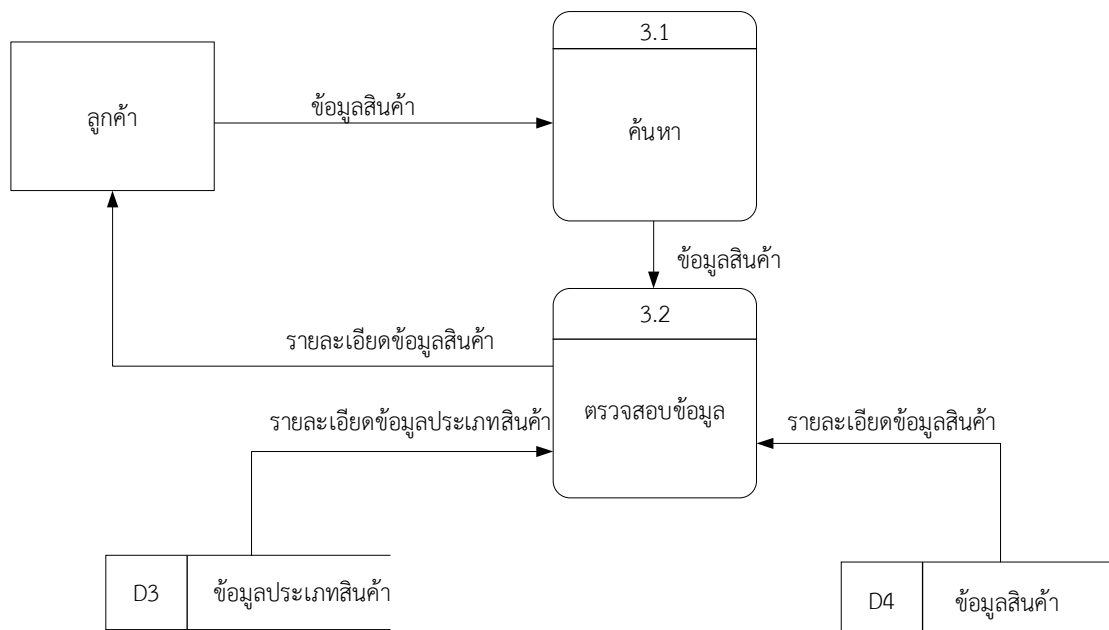 3.1
ลูกค้า
ข้อมูลสินค้า
ค้นหา
ข้อมูลสินค้า
3.2
รายละเอียดข้อมูลสินค้า
ตรวจสอบข้อมูล
รายละเอียดข้อมูลประเภทสินค้า
รายละเอียดข้อมูลสินค้า
D3 ข้อมูลประเภทสินค้า
D4 ข้อมูลสินค้า